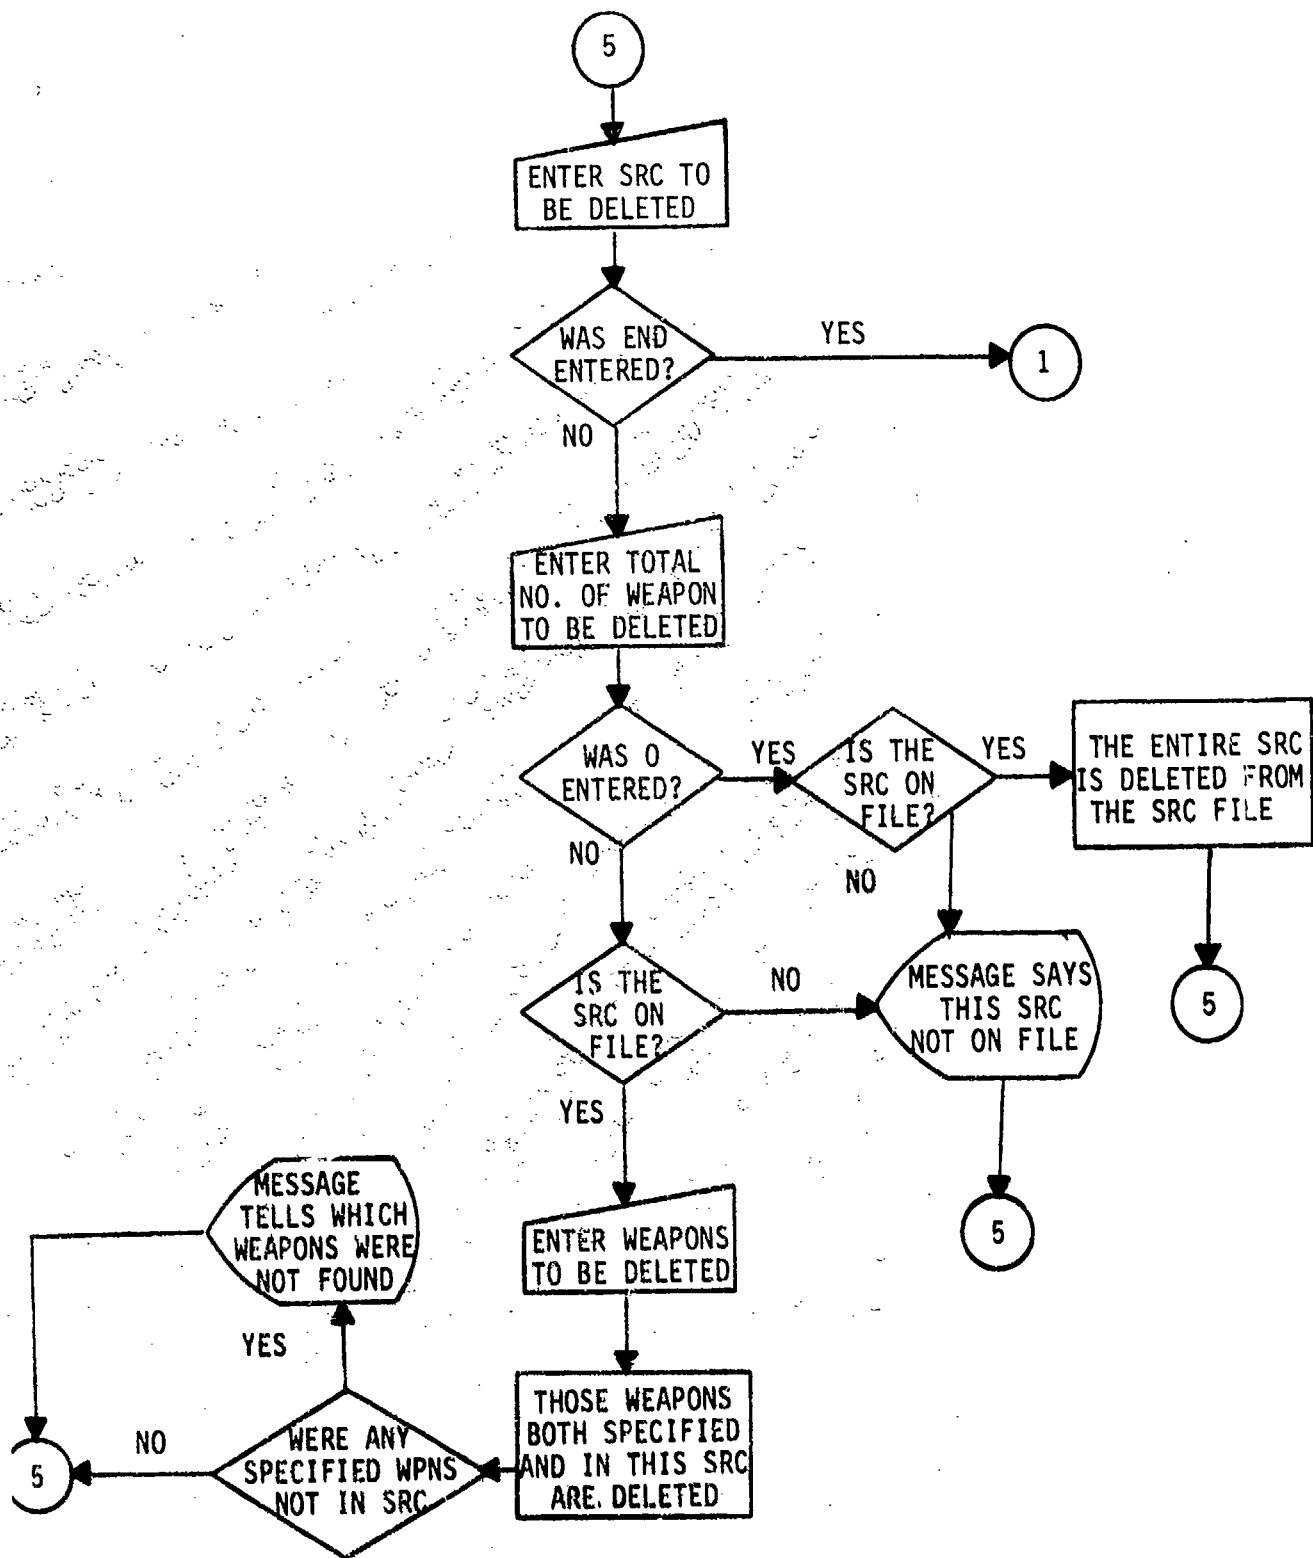 5
ENTER SRC TO
BE DELETED
WAS END
ENTERED?
YES
1
NO
ENTER TOTAL
NO. OF WEAPON
TO BE DELETED
WAS 0
ENTERED?
YES
IS THE
SRC ON
FILE?
YES
THE ENTIRE SRC
IS DELETED FROM
THE SRC FILE
NO
NO
5
IS THE
SRC ON
FILE?
NO
MESSAGE SAYS
THIS SRC
NOT ON FILE
YES
5
MESSAGE
TELLS WHICH
WEAPONS WERE
NOT FOUND
ENTER WEAPONS
TO BE DELETED
YES
THOSE WEAPONS
BOTH SPECIFIED
AND IN THIS SRC
ARE. DELETED
WERE ANY
SPECIFIED WPNS
NOT IN SRC
NO
5